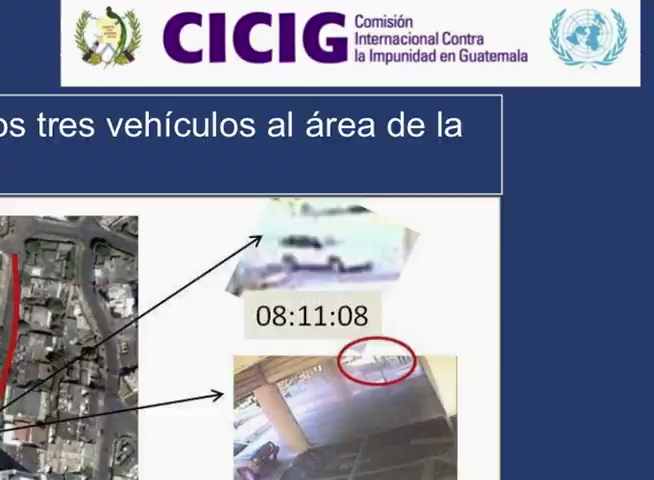 CICIG
Comisión
Internacional Contra
la Impunidad en Guatemala
os tres vehículos al área de la
08:11:08